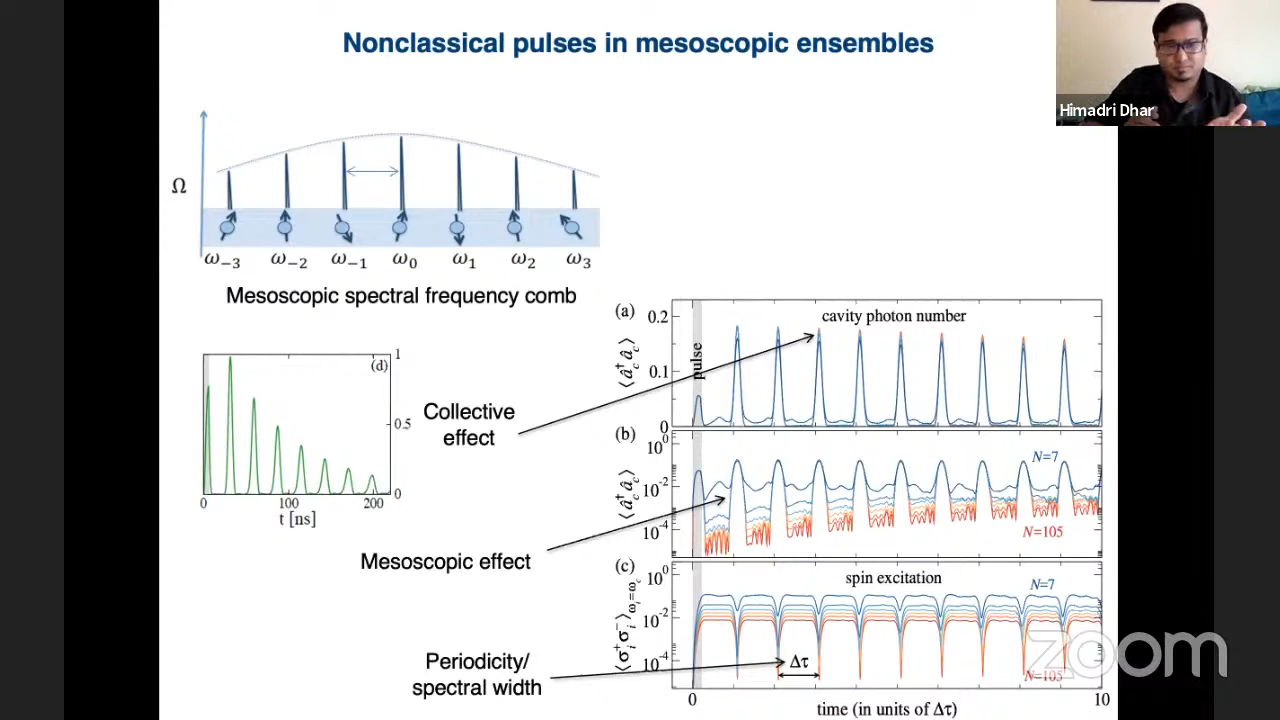 Nonclassical pulses in mesoscopic ensembles
Himadri Dhar
Ω
ω₋₃ ω₋₂ ω₋₁ ω₀ ω₁ ω₂ ω₃
Mesoscopic spectral frequency comb
(d)
1
0.5
0
0 100 200
t [ns]
Collective
effect
Mesoscopic effect
Periodicity/
spectral width
(a)
cavity photon number
0.2
0.1
0
⟨â꜀†â꜀⟩
pulse
(b)
10⁰
10⁻²
10⁻⁴
⟨â꜀†â꜀⟩
N=7
N=105
(c)
spin excitation
10⁰
10⁻²
10⁻⁴
⟨σᵢ⁺σᵢ⁻⟩ωᵢ=ω꜀
N=7
N=105
Δτ
0 10
time (in units of Δτ)
zoom